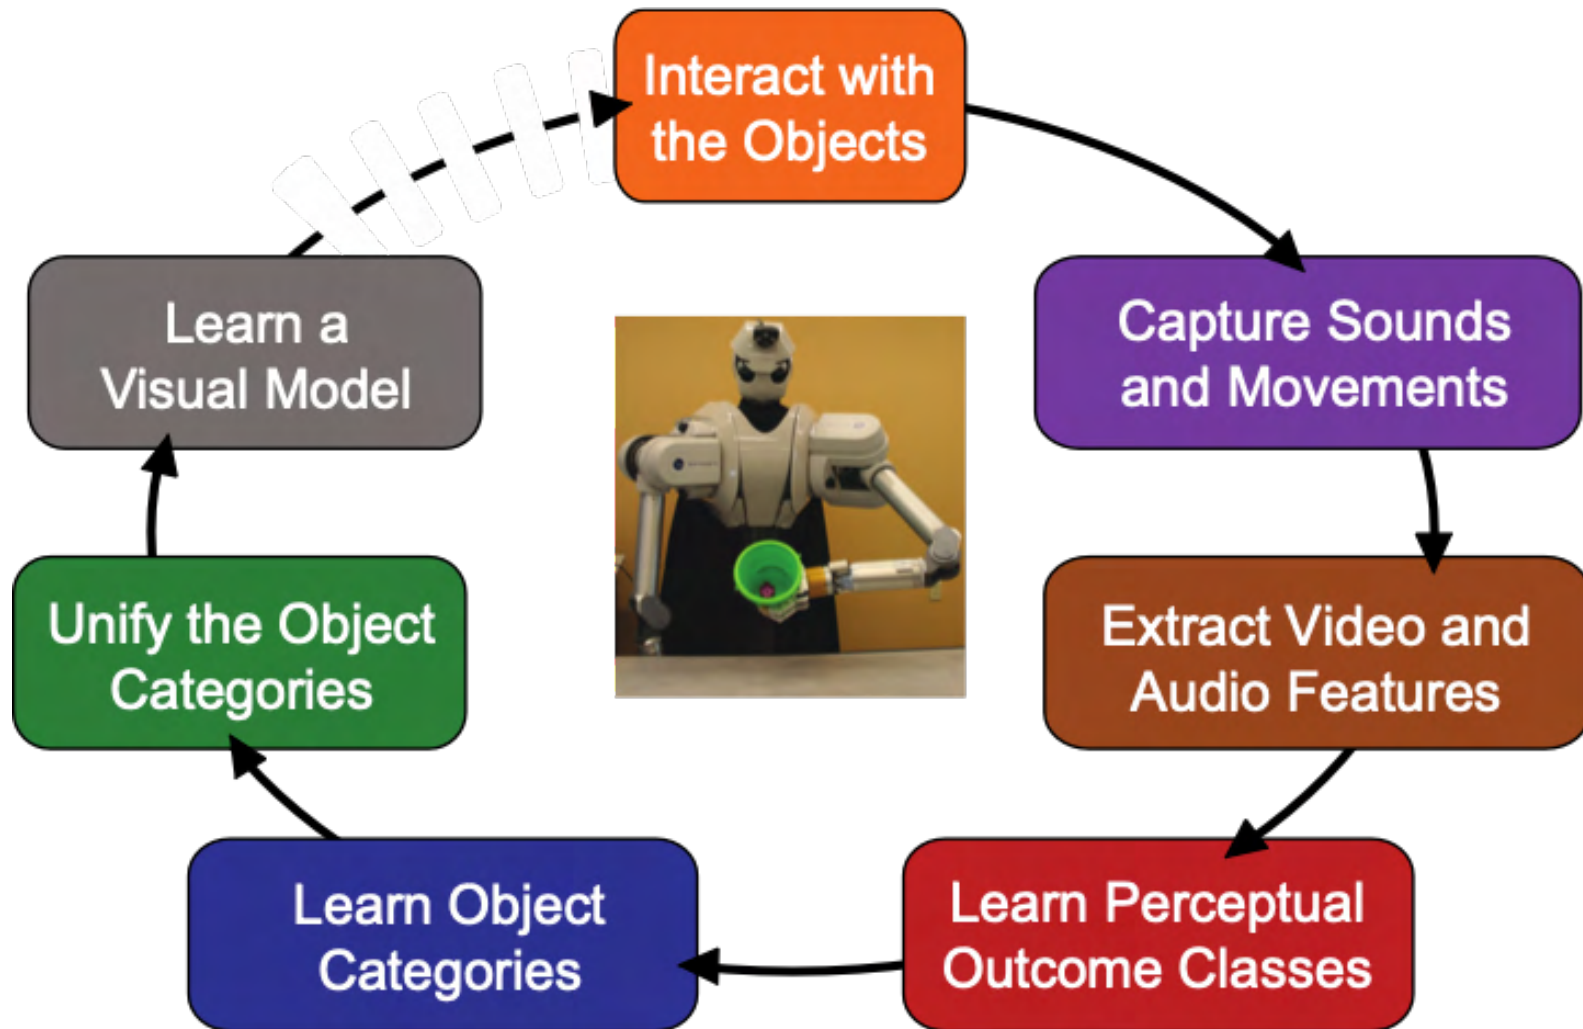 Interact with
the Objects
Capture Sounds
and Movements
Extract Video and
Audio Features
Learn Perceptual
Outcome Classes
Learn Object
Categories
Unify the Object
Categories
Learn a
Visual Model